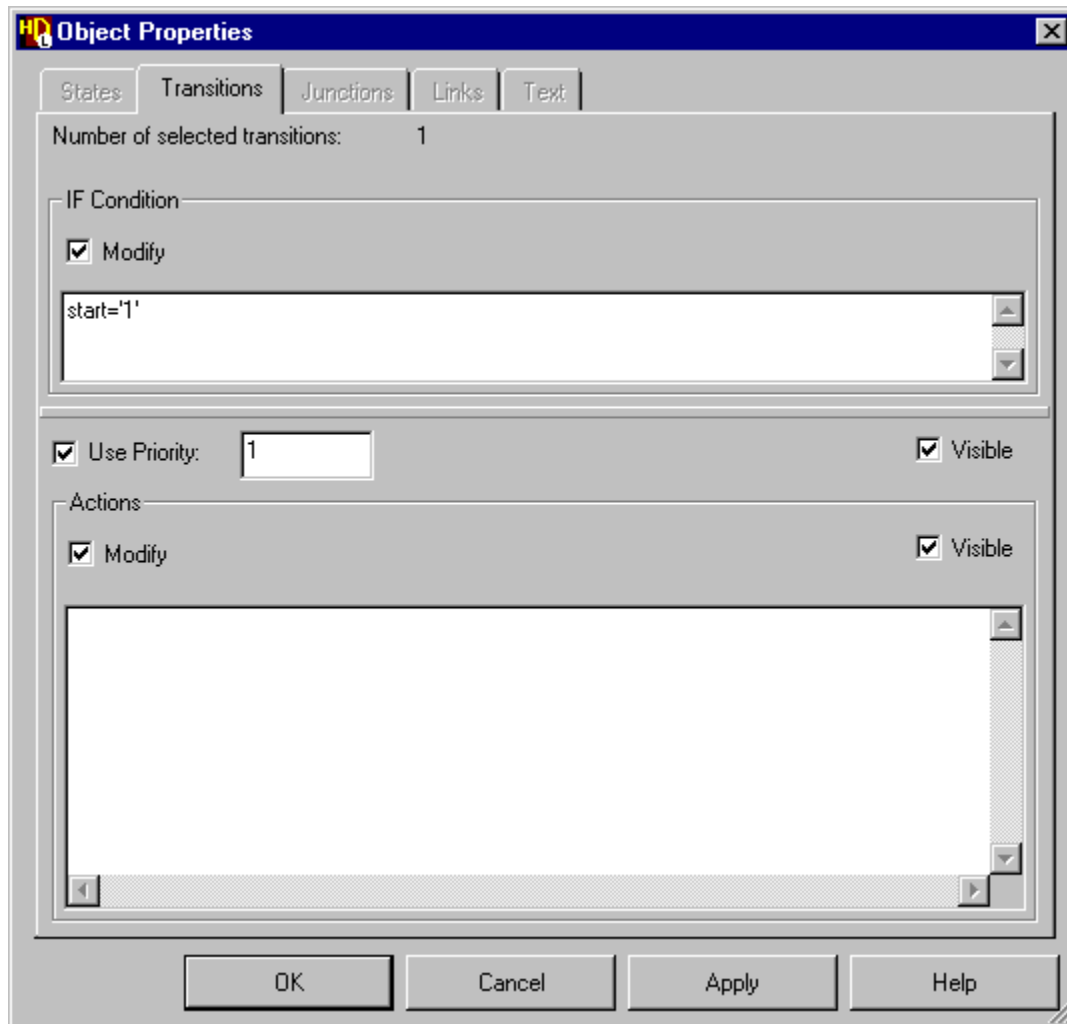 HDL Object Properties
States Transitions Junctions Links Text
Number of selected transitions: 1
IF Condition
Modify
start='1'
Use Priority: 1 Visible
Actions
Modify Visible
OK Cancel Apply Help